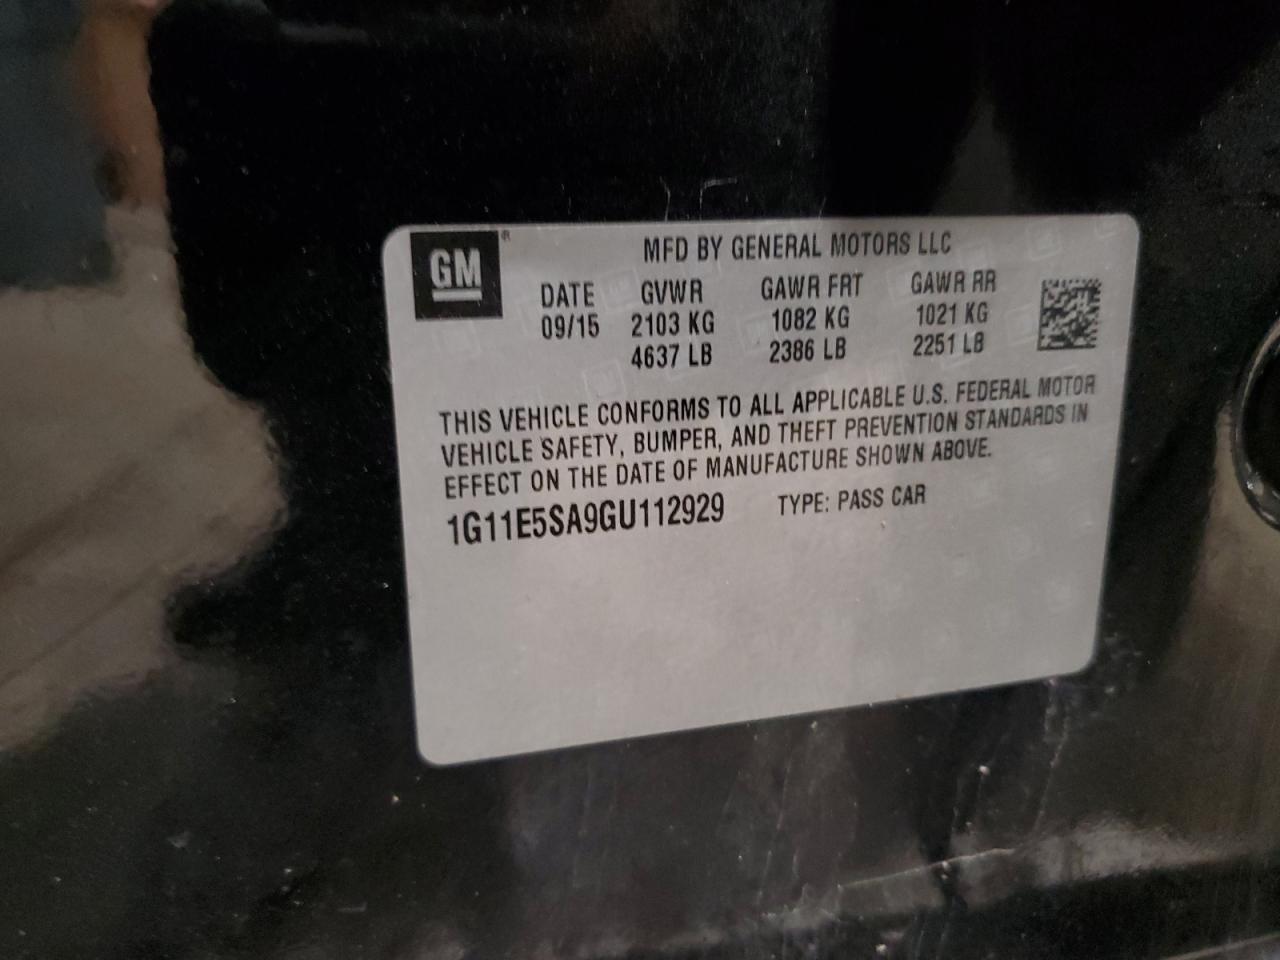 GM ®
MFD BY GENERAL MOTORS LLC
DATE GVWR GAWR FRT GAWR RR
09/15 2103 KG 1082 KG 1021 KG
4637 LB 2386 LB 2251 LB
THIS VEHICLE CONFORMS TO ALL APPLICABLE U.S. FEDERAL MOTOR
VEHICLE SAFETY, BUMPER, AND THEFT PREVENTION STANDARDS IN
EFFECT ON THE DATE OF MANUFACTURE SHOWN ABOVE.
1G11E5SA9GU112929 TYPE: PASS CAR